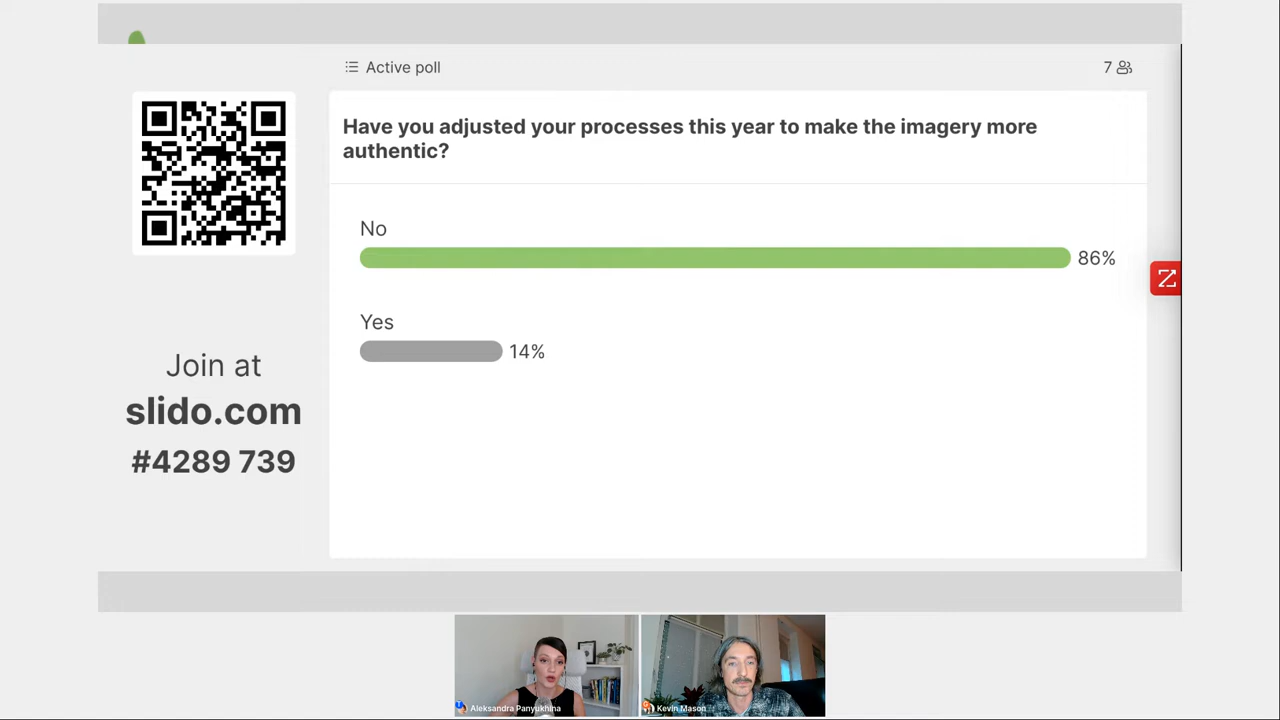 Active poll
7
Have you adjusted your processes this year to make the imagery more
authentic?
No
86%
Yes
14%
Join at
slido.com
#4289 739
Aleksandra Panyukhina
Kevin Mason